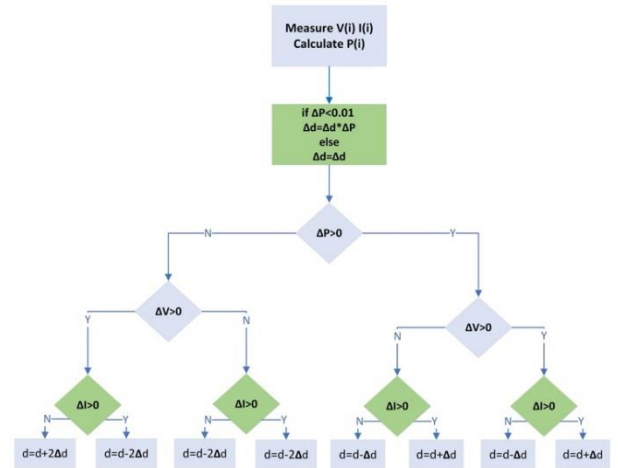 Measure V(i) I(i)
Calculate P(i)
if ΔP<0.01
Δd=Δd*ΔP
else
Δd=Δd
ΔP>0
N
Y
ΔV>0
ΔV>0
Y
N
N
Y
ΔI>0
ΔI>0
ΔI>0
ΔI>0
N
Y
N
Y
N
Y
N
Y
d=d+2Δd
d=d-2Δd
d=d-2Δd
d=d-2Δd
d=d-Δd
d=d+Δd
d=d-Δd
d=d+Δd